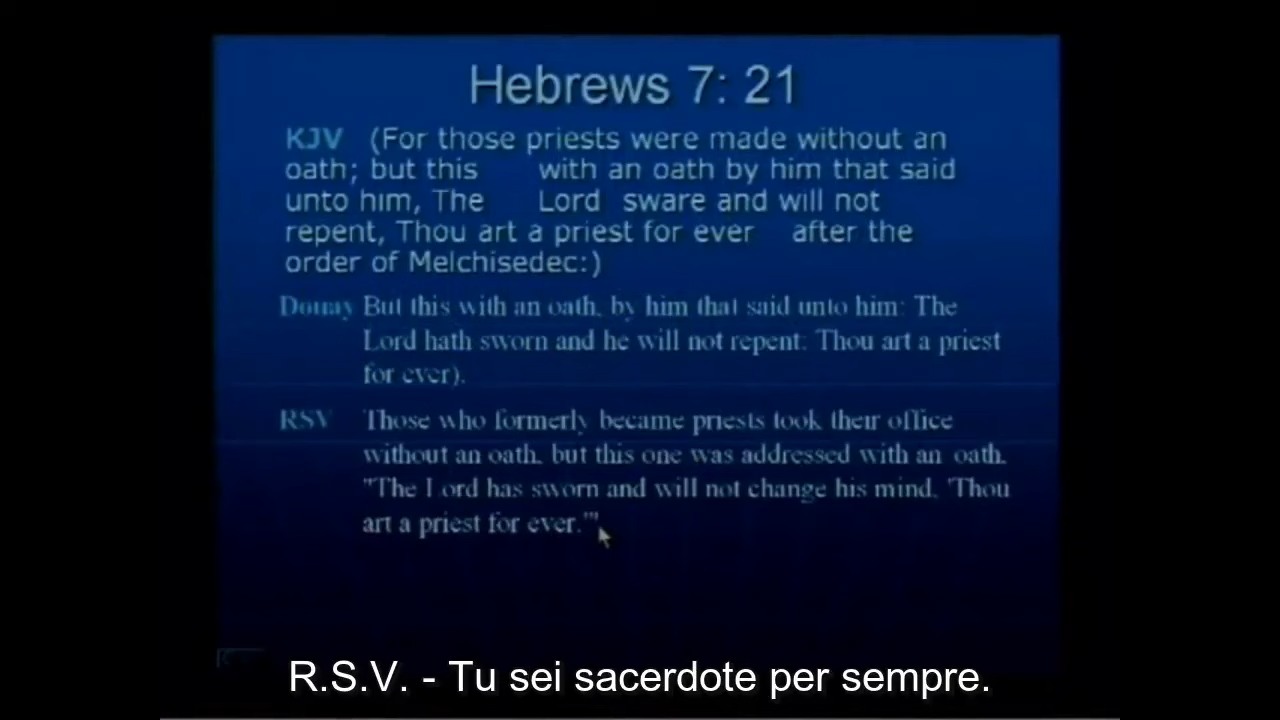 Hebrews 7: 21
KJV (For those priests were made without an
oath; but this with an oath by him that said
unto him, The Lord sware and will not
repent, Thou art a priest for ever after the
order of Melchisedec:)
Douay But this with an oath, by him that said unto him: The
Lord hath sworn and he will not repent: Thou art a priest
for ever).
RSV Those who formerly became priests took their office
without an oath, but this one was addressed with an oath,
"The Lord has sworn and will not change his mind, 'Thou
art a priest for ever.'"
R.S.V. - Tu sei sacerdote per sempre.